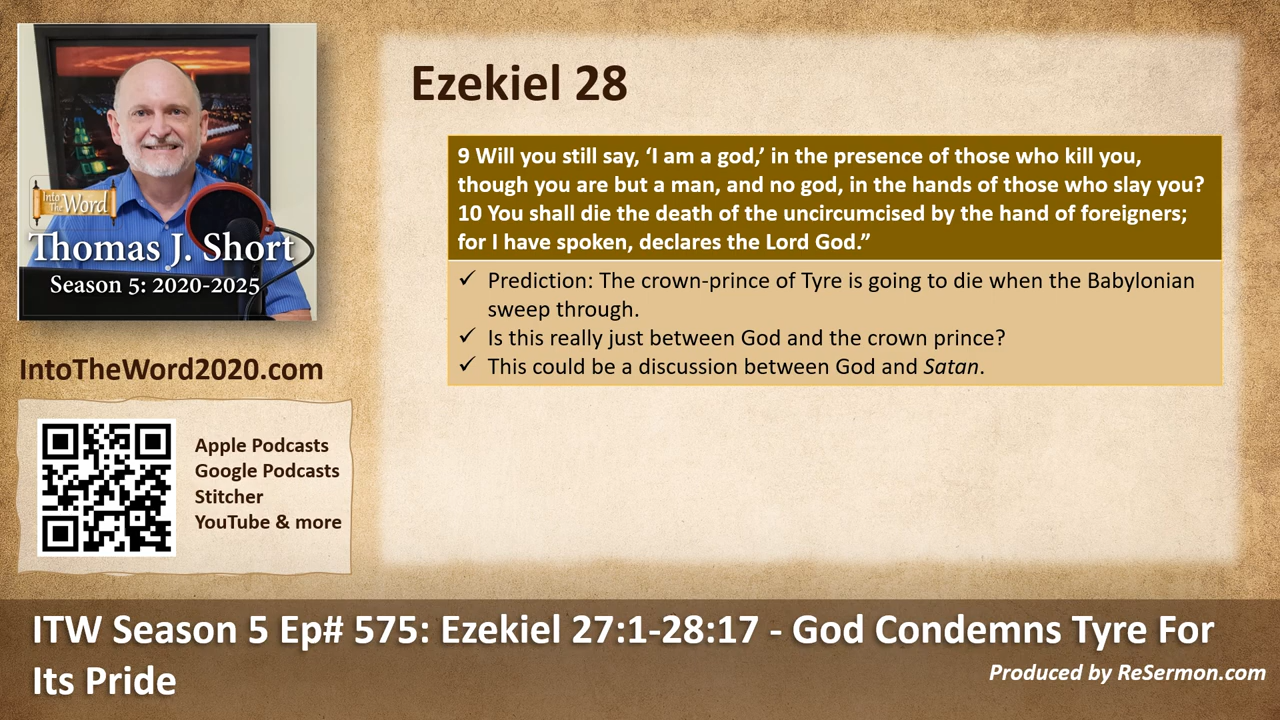 Into
The Word
Thomas J. Short
Season 5: 2020-2025
IntoTheWord2020.com
Apple Podcasts
Google Podcasts
Stitcher
YouTube & more
Ezekiel 28
9 Will you still say, ‘I am a god,’ in the presence of those who kill you,
though you are but a man, and no god, in the hands of those who slay you?
10 You shall die the death of the uncircumcised by the hand of foreigners;
for I have spoken, declares the Lord God.”
✓ Prediction: The crown-prince of Tyre is going to die when the Babylonian
sweep through.
✓ Is this really just between God and the crown prince?
✓ This could be a discussion between God and Satan.
ITW Season 5 Ep# 575: Ezekiel 27:1-28:17 - God Condemns Tyre For
Its Pride
Produced by ReSermon.com